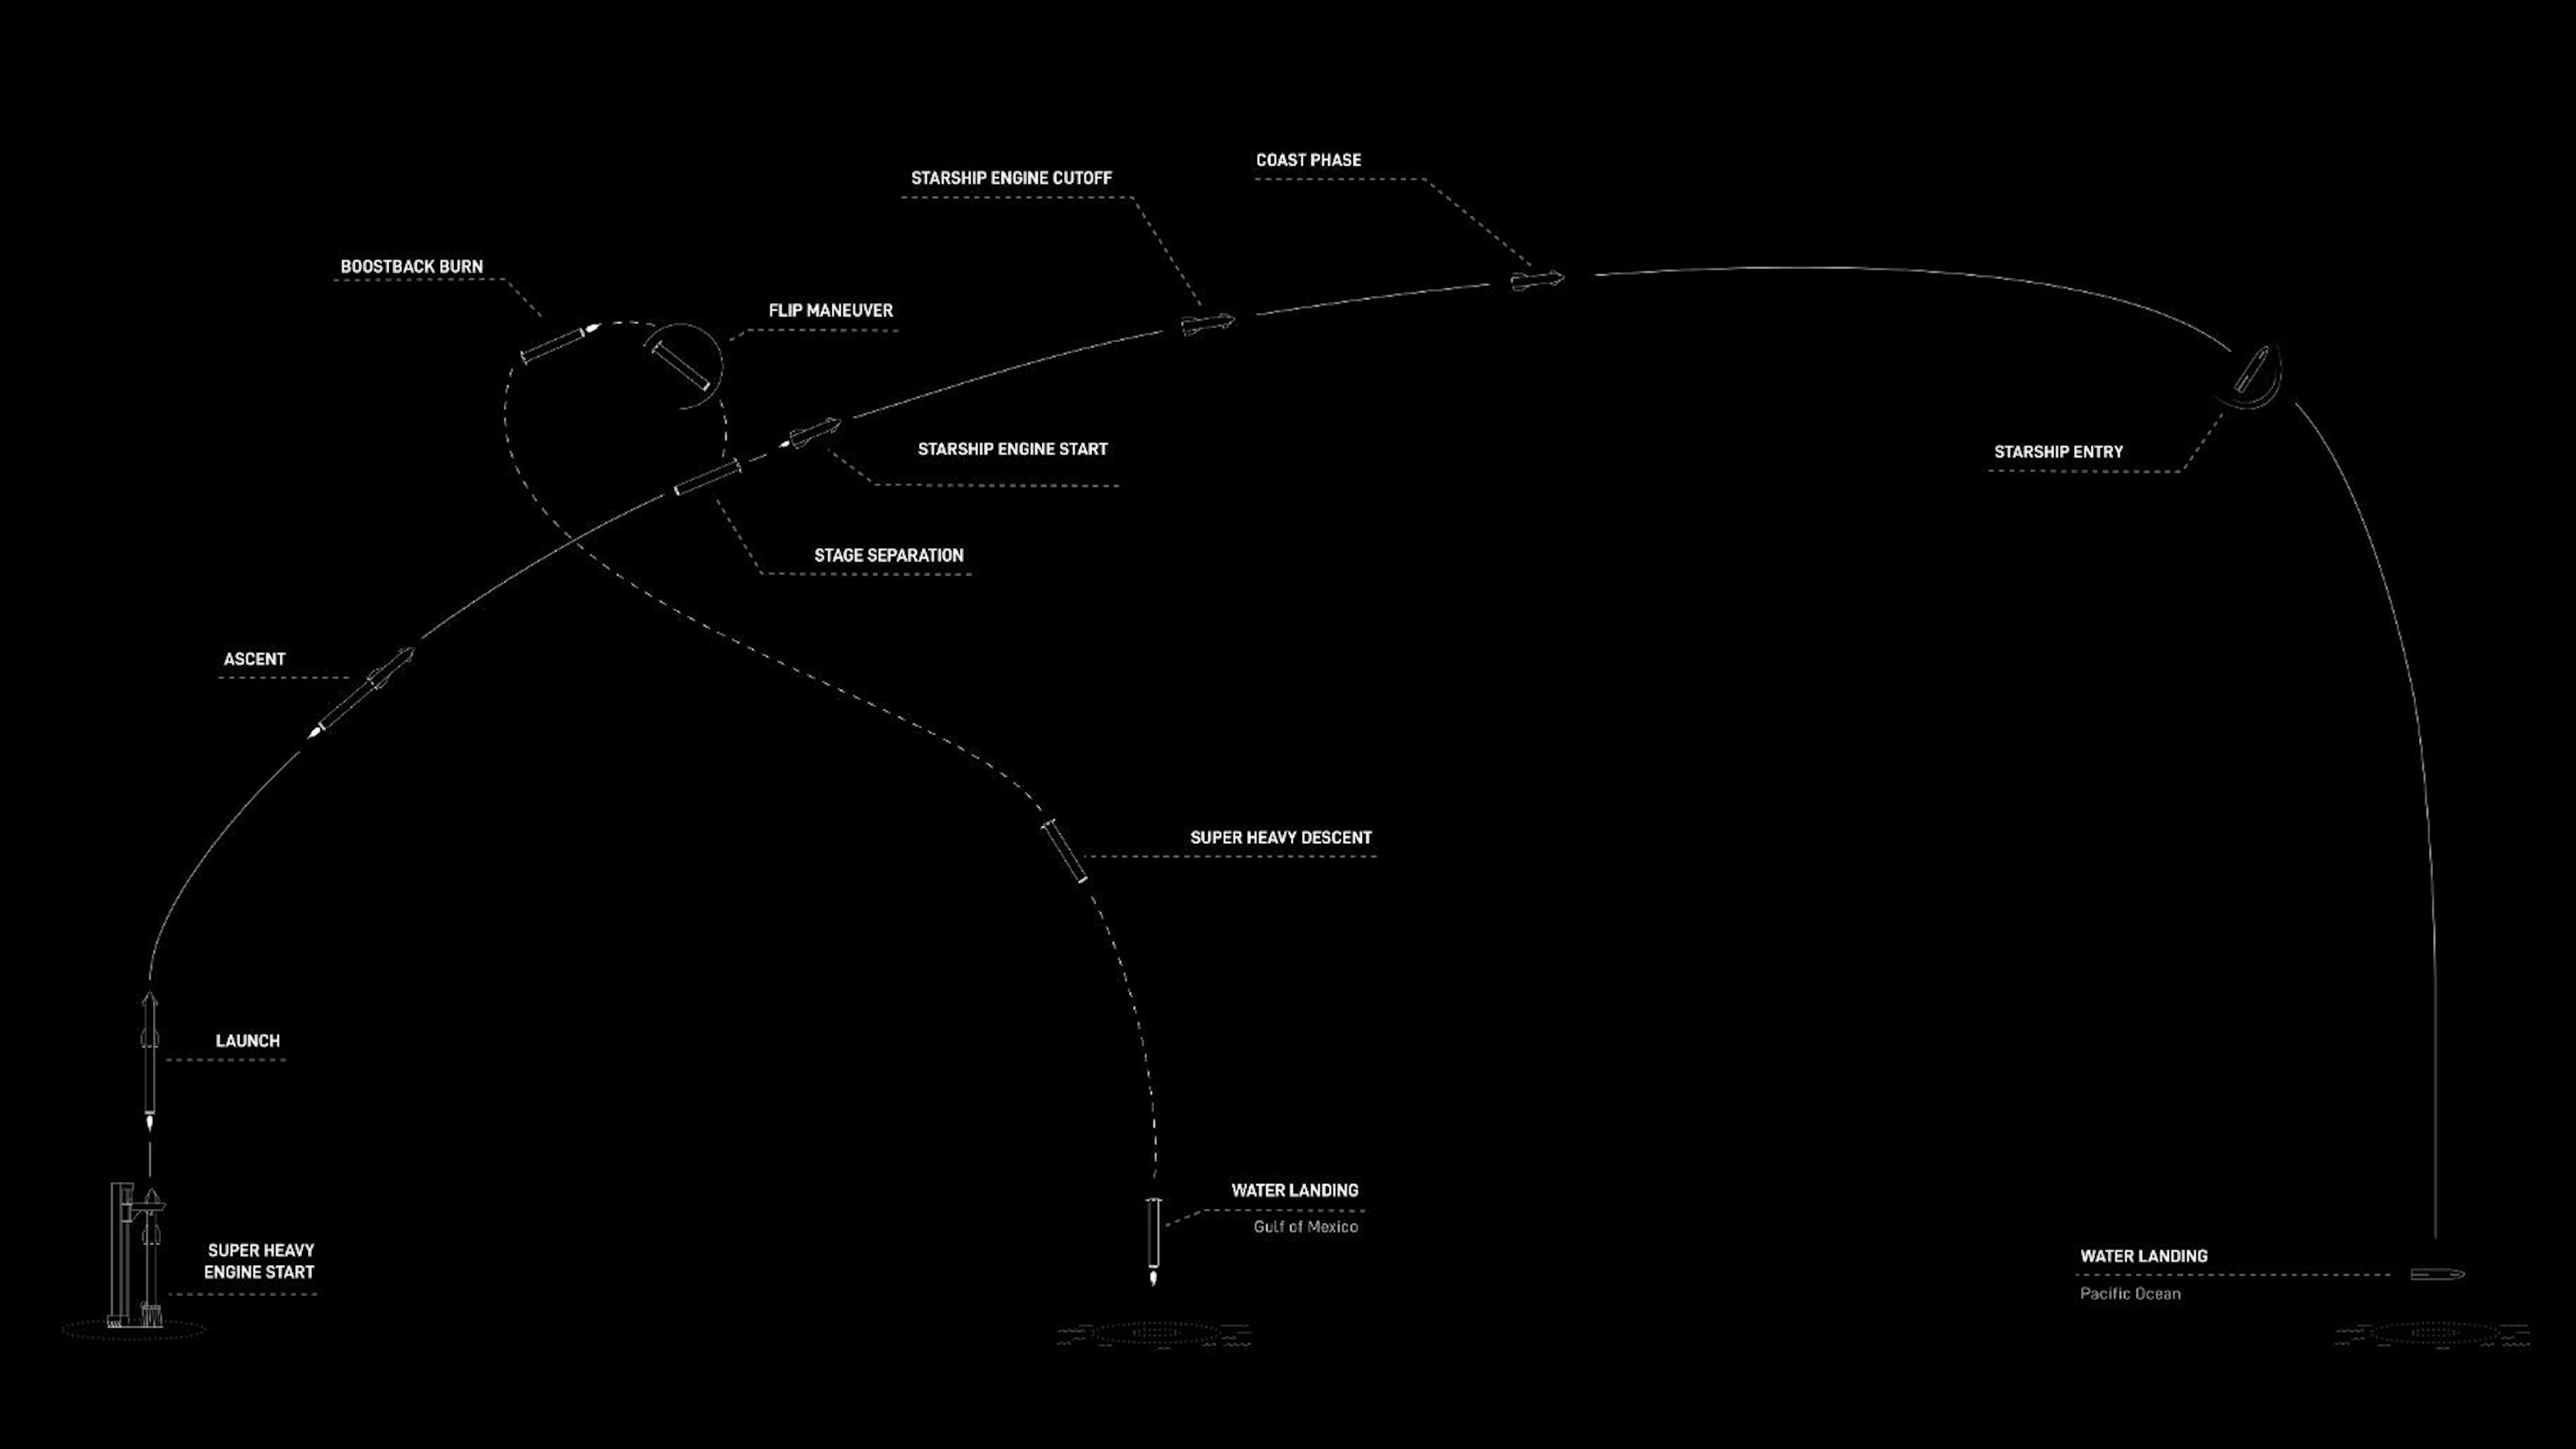 COAST PHASE
STARSHIP ENGINE CUTOFF
BOOSTBACK BURN
FLIP MANEUVER
STARSHIP ENGINE START
STARSHIP ENTRY
STAGE SEPARATION
ASCENT
SUPER HEAVY DESCENT
LAUNCH
WATER LANDING
Gulf of Mexico
SUPER HEAVY
ENGINE START
WATER LANDING
Pacific Ocean